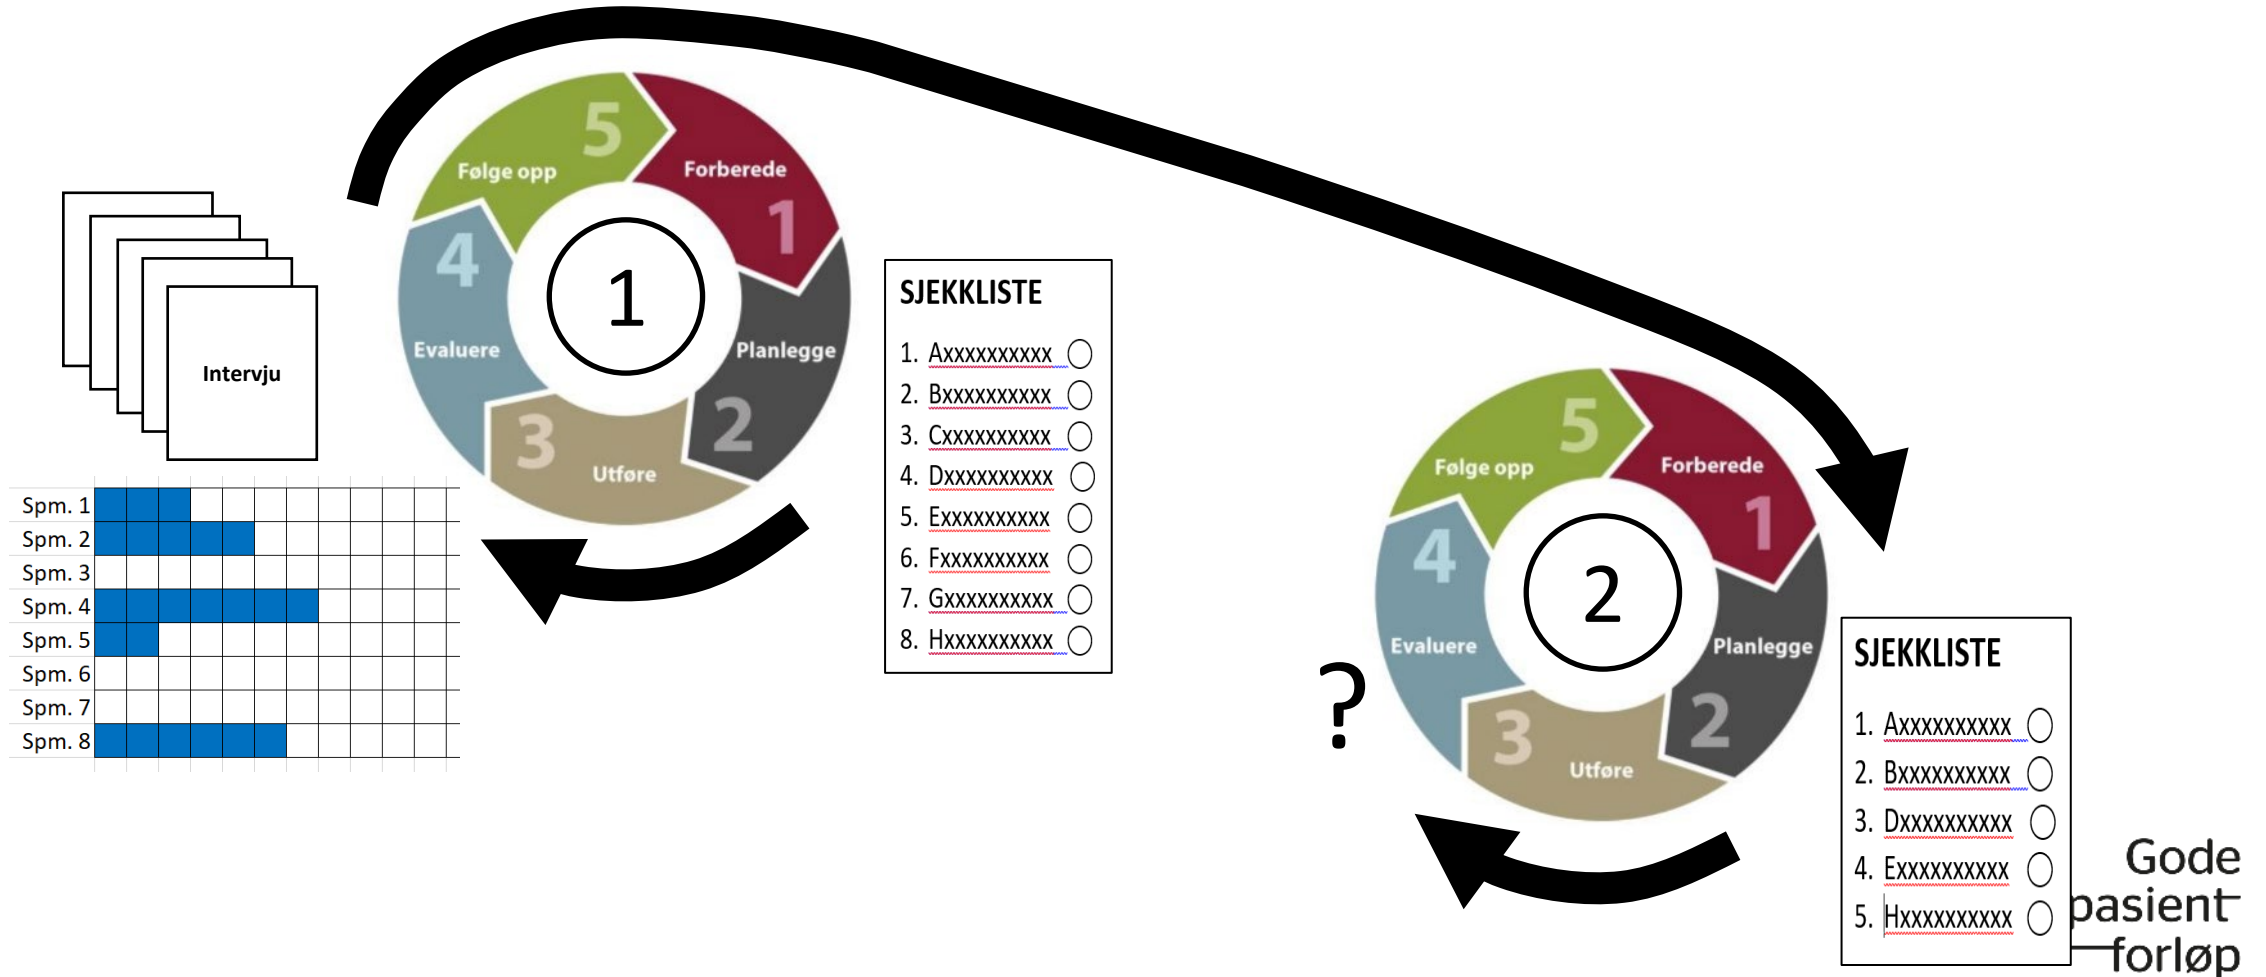 Intervju
Spm. 1
Spm. 2
Spm. 3
Spm. 4
Spm. 5
Spm. 6
Spm. 7
Spm. 8
5
Følge opp
Forberede
1
4
Evaluere
1
Planlegge
2
3
Utføre
SJEKKLISTE
1. Axxxxxxxxxx
2. Bxxxxxxxxxx
3. Cxxxxxxxxxx
4. Dxxxxxxxxxx
5. Exxxxxxxxxx
6. Fxxxxxxxxxx
7. Gxxxxxxxxxx
8. Hxxxxxxxxxx
5
Følge opp
Forberede
1
4
Evaluere
2
Planlegge
2
3
Utføre
?
SJEKKLISTE
1. Axxxxxxxxxx
2. Bxxxxxxxxxx
3. Dxxxxxxxxxx
4. Exxxxxxxxxx
5. Hxxxxxxxxxx
Gode
pasient
forløp